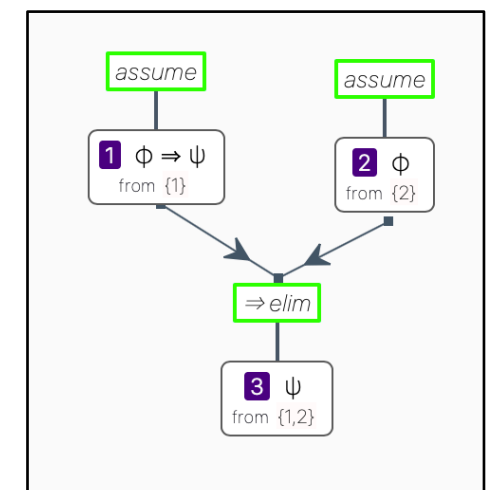 assume
assume
1 ϕ ⇒ ψ
from {1}
2 ϕ
from {2}
⇒ elim
3 ψ
from {1,2}